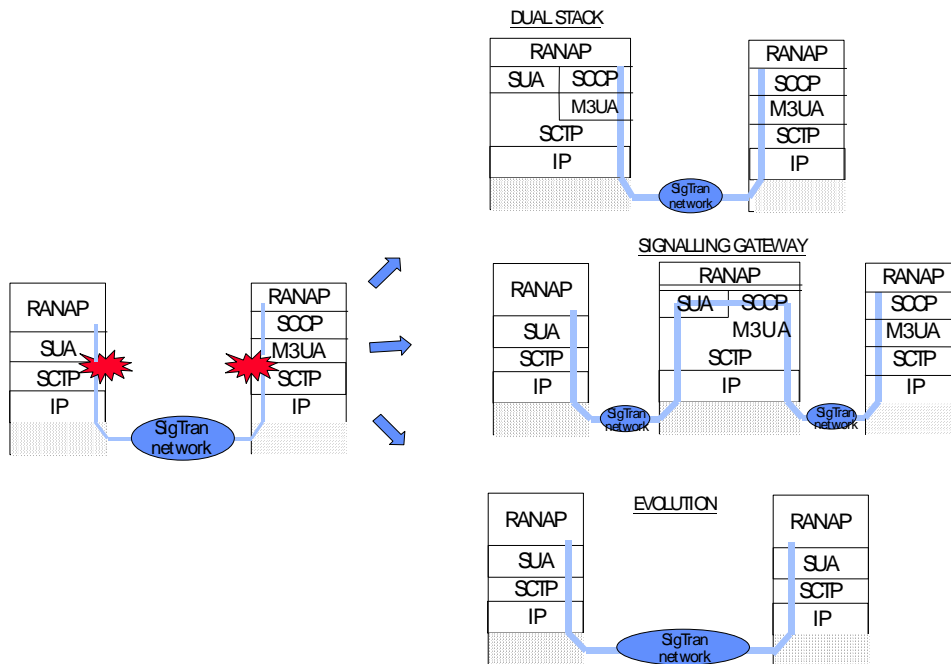 DUAL STACK
RANAP
SUA
SCCP
M3UA
SCTP
IP
SigTran
network
RANAP
SCCP
M3UA
SCTP
IP
RANAP
SUA
SCTP
IP
SigTran
network
RANAP
SCCP
M3UA
SCTP
IP
SIGNALLING GATEWAY
RANAP
SUA
SCTP
IP
SigTran
network
RANAP
SUA
SCCP
M3UA
SCTP
IP
SigTran
network
RANAP
SCCP
M3UA
SCTP
IP
EVOLUTION
RANAP
SUA
SCTP
IP
SigTran
network
RANAP
SUA
SCTP
IP